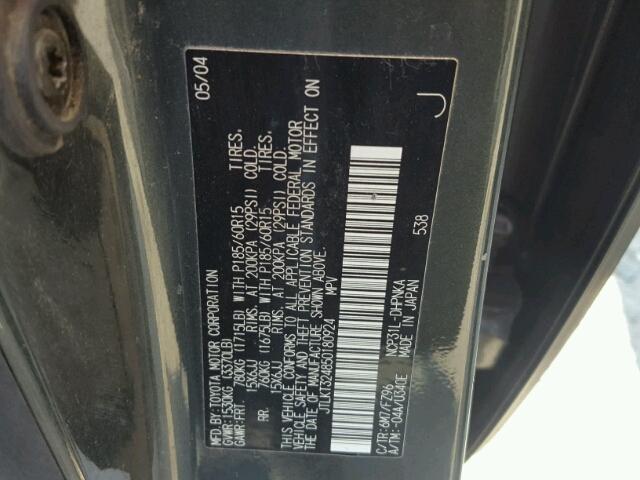 MFD.BY:TOYOTA MOTOR CORPORATION 05/04
GVWR:1530KG (3370LB)
GAWR:FRT. 780KG (1715LB) WITH P185/60R15 TIRES.
15X6JJ RIMS. AT 200KPA (29PSI) COLD.
RR. 760KG (1675LB) WITH P185/60R15 TIRES.
15X6JJ RIMS. AT 200KPA (29PSI) COLD.
THIS VEHICLE CONFORMS TO ALL APPLICABLE FEDERAL MOTOR
VEHICLE SAFETY AND THEFT PREVENTION STANDARDS IN EFFECT ON
THE DATE OF MANUFACTURE SHOWN ABOVE.
JTLKT324850180924 MPV
C/TR:6M7/FZ96 NCP31L-DHPNKA
A/TM:-04A/U340E MADE IN JAPAN
538
J